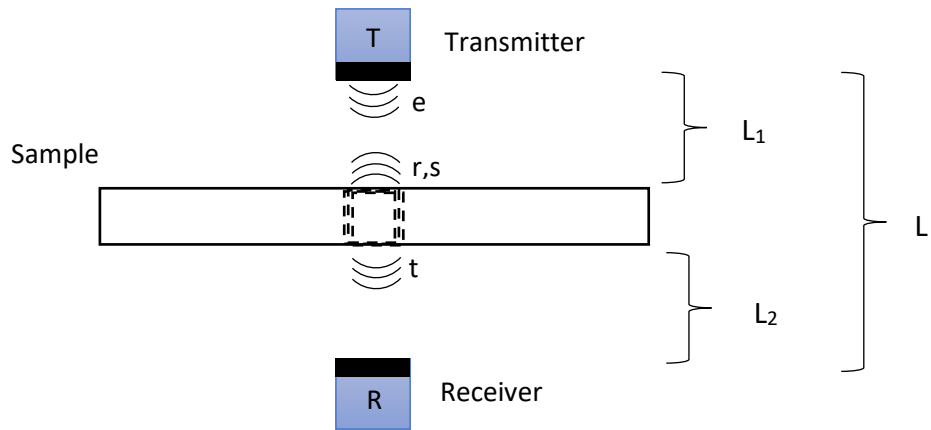 T
Transmitter
e
L1
Sample
r,s
L
t
L2
R
Receiver